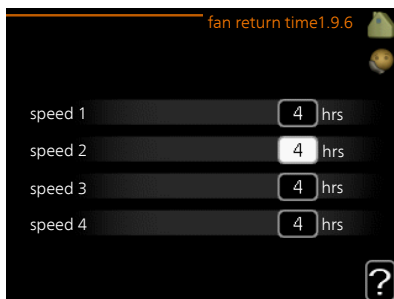 fan return time1.9.6
speed 1 4 hrs
speed 2 4 hrs
speed 3 4 hrs
speed 4 4 hrs
?